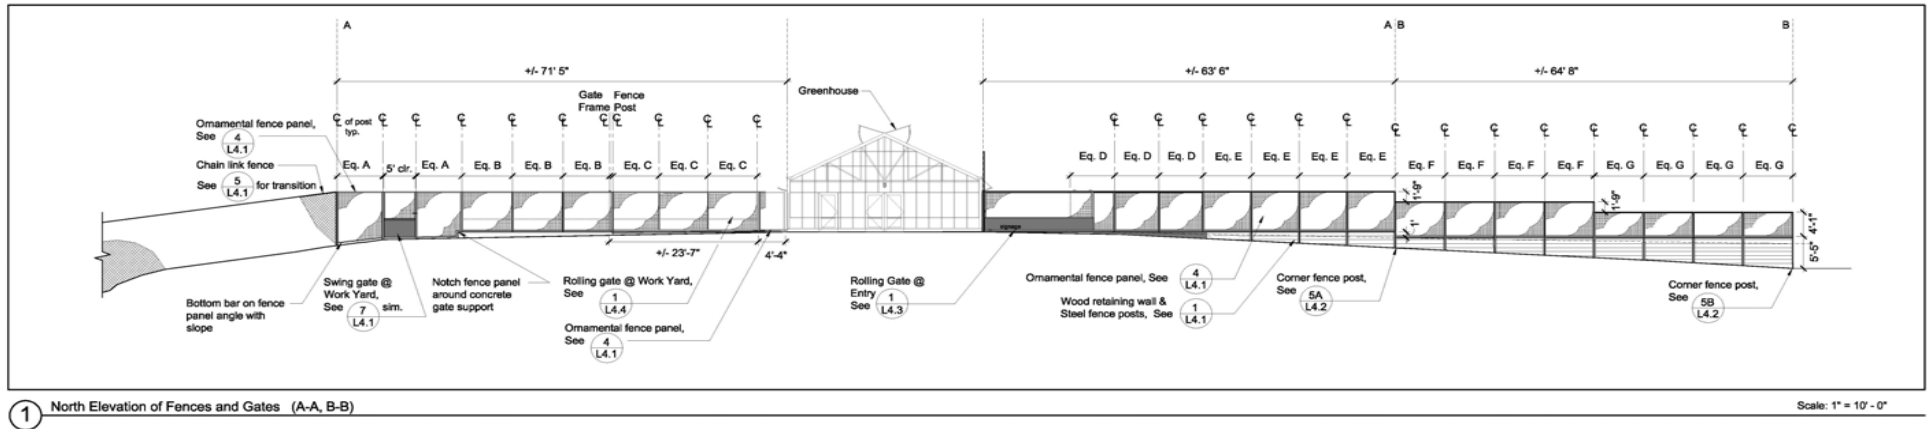 A
A B
B
+/- 71' 5"
+/- 63' 6"
+/- 64' 8"
Gate
Frame
Fence
Post
Greenhouse
℄ of post
typ.
℄ ℄ ℄ ℄ ℄ ℄ ℄ ℄ ℄ ℄
℄ ℄ ℄ ℄ ℄ ℄
℄ ℄ ℄ ℄ ℄ ℄ ℄ ℄ ℄
Ornamental fence panel,
See 4
L4.1
Chain link fence
See 5 for transition
L4.1
Eq. A 5' clr. Eq. A Eq. B Eq. B Eq. B Eq. C Eq. C Eq. C
Eq. D Eq. D Eq. D Eq. E Eq. E Eq. E Eq. E
Eq. F Eq. F Eq. F Eq. F Eq. G Eq. G Eq. G Eq. G
1'-9"
1'-9"
1'
4'-1"
5'-5"
signage
+/- 23'-7"
4'-4"
Bottom bar on fence
panel angle with
slope
Swing gate @
Work Yard,
See 7 sim.
L4.1
Notch fence panel
around concrete
gate support
Rolling gate @ Work Yard,
See 1
L4.4
Ornamental fence panel,
See 4
L4.1
Rolling Gate @
Entry
See 1
L4.3
Ornamental fence panel, See 4
L4.1
Wood retaining wall &
Steel fence posts, See 1
L4.1
Corner fence post,
See 5A
L4.2
Corner fence post,
See 5B
L4.2
1 North Elevation of Fences and Gates (A-A, B-B)
Scale: 1" = 10' - 0"